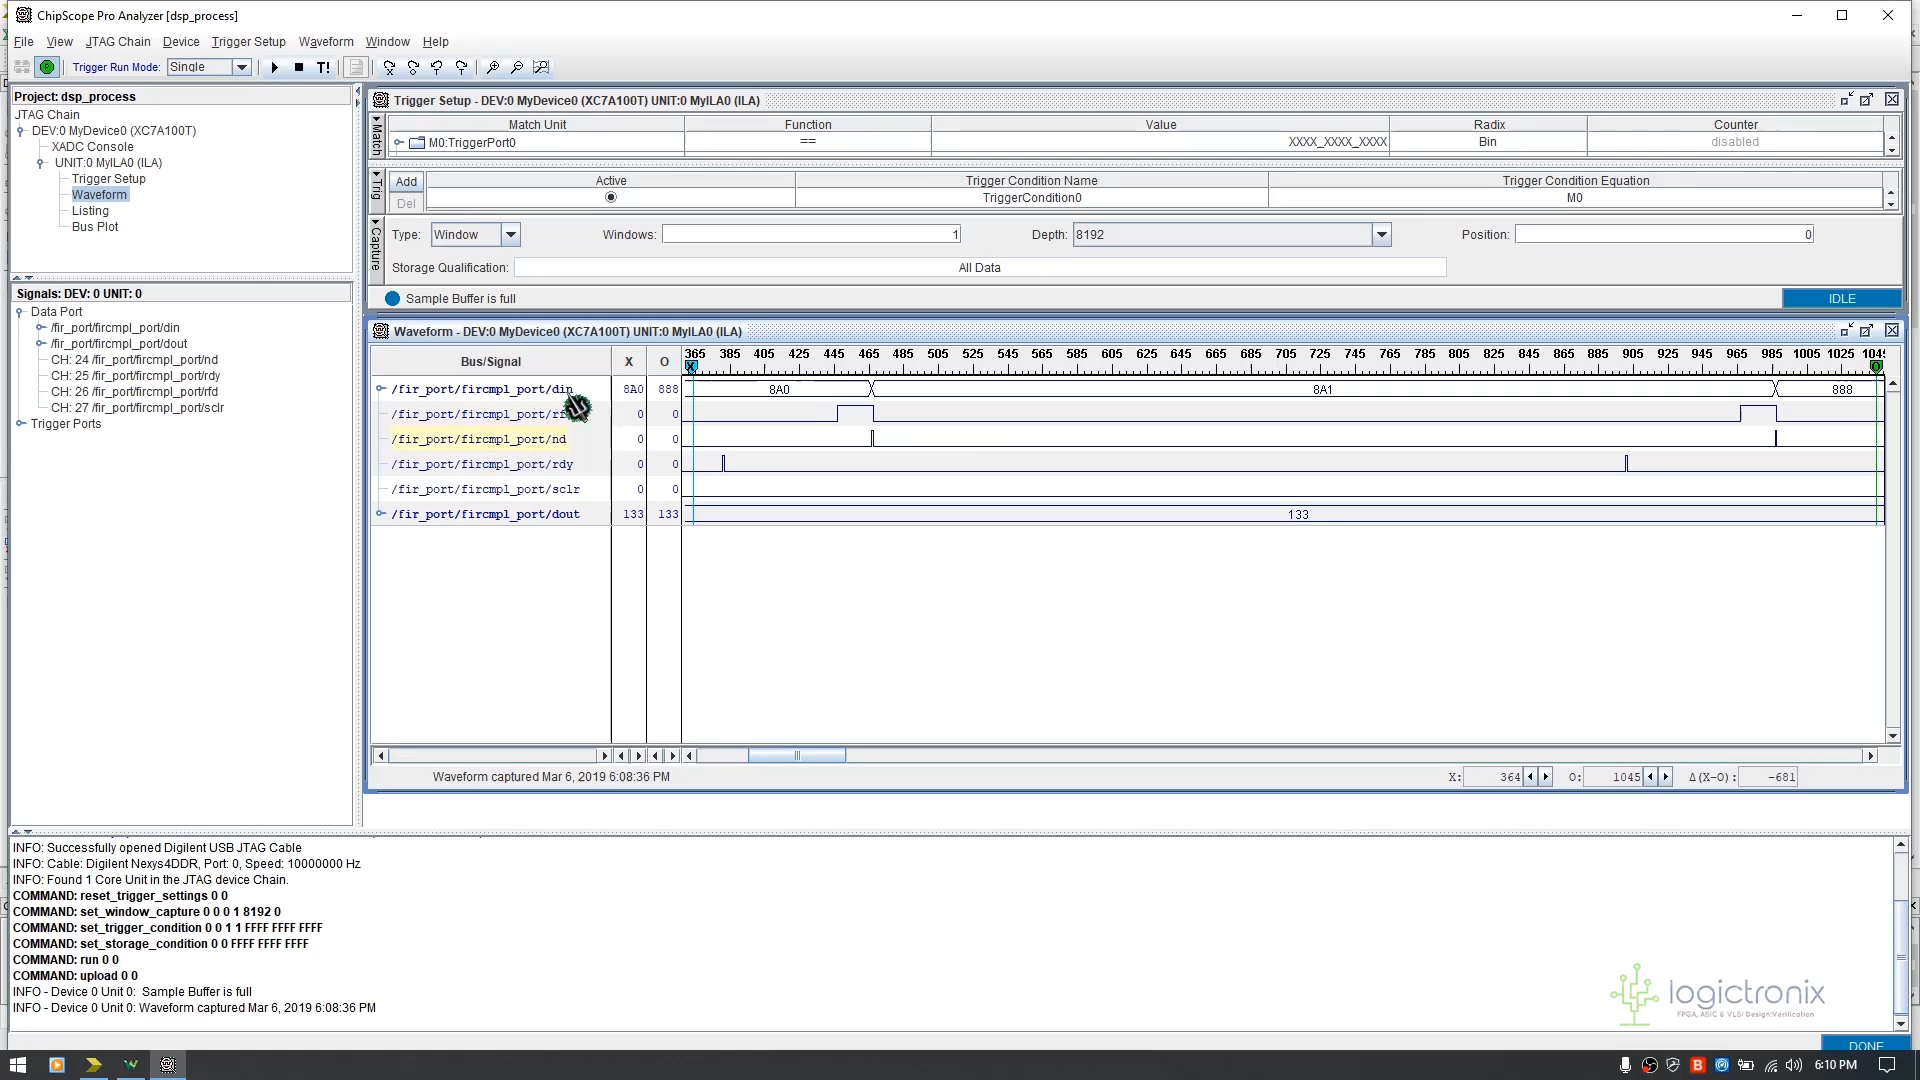 ChipScope Pro Analyzer [dsp_process]
File View JTAG Chain Device Trigger Setup Waveform Window Help
Trigger Run Mode: Single T!
Project: dsp_process
JTAG Chain
DEV:0 MyDevice0 (XC7A100T)
XADC Console
UNIT:0 MyILA0 (ILA)
Trigger Setup
Waveform
Listing
Bus Plot
Signals: DEV: 0 UNIT: 0
Data Port
/fir_port/fircmpl_port/din
/fir_port/fircmpl_port/dout
CH: 24 /fir_port/fircmpl_port/nd
CH: 25 /fir_port/fircmpl_port/rdy
CH: 26 /fir_port/fircmpl_port/rfd
CH: 27 /fir_port/fircmpl_port/sclr
Trigger Ports
Trigger Setup - DEV:0 MyDevice0 (XC7A100T) UNIT:0 MyILA0 (ILA)
Match
Match Unit Function Value Radix Counter
M0:TriggerPort0 == XXXX_XXXX_XXXX Bin disabled
Trig
Add Active Trigger Condition Name Trigger Condition Equation
Del TriggerCondition0 M0
Capture
Type: Window Windows: 1 Depth: 8192 Position: 0
Storage Qualification: All Data
Sample Buffer is full IDLE
Waveform - DEV:0 MyDevice0 (XC7A100T) UNIT:0 MyILA0 (ILA)
Bus/Signal X O 365 385 405 425 445 465 485 505 525 545 565 585 605 625 645 665 685 705 725 745 765 785 805 825 845 865 885 905 925 945 965 985 1005 1025 1045
X O
/fir_port/fircmpl_port/din 8A0 888 8A0 8A1 888
/fir_port/fircmpl_port/ 0 0
/fir_port/fircmpl_port/nd 0 0
/fir_port/fircmpl_port/rdy 0 0
/fir_port/fircmpl_port/sclr 0 0
/fir_port/fircmpl_port/dout 133 133 133
Waveform captured Mar 6, 2019 6:08:36 PM X: 364 O: 1045 Δ(X-O): -681
INFO: Successfully opened Digilent USB JTAG Cable
INFO: Cable: Digilent Nexys4DDR, Port: 0, Speed: 10000000 Hz
INFO: Found 1 Core Unit in the JTAG device Chain.
COMMAND: reset_trigger_settings 0 0
COMMAND: set_window_capture 0 0 0 1 8192 0
COMMAND: set_trigger_condition 0 0 1 1 FFFF FFFF FFFF
COMMAND: set_storage_condition 0 0 FFFF FFFF FFFF
COMMAND: run 0 0
COMMAND: upload 0 0
INFO - Device 0 Unit 0: Sample Buffer is full
INFO - Device 0 Unit 0: Waveform captured Mar 6, 2019 6:08:36 PM
logictronix
FPGA, ASIC & VLSI Design:Verification
DONE
6:10 PM